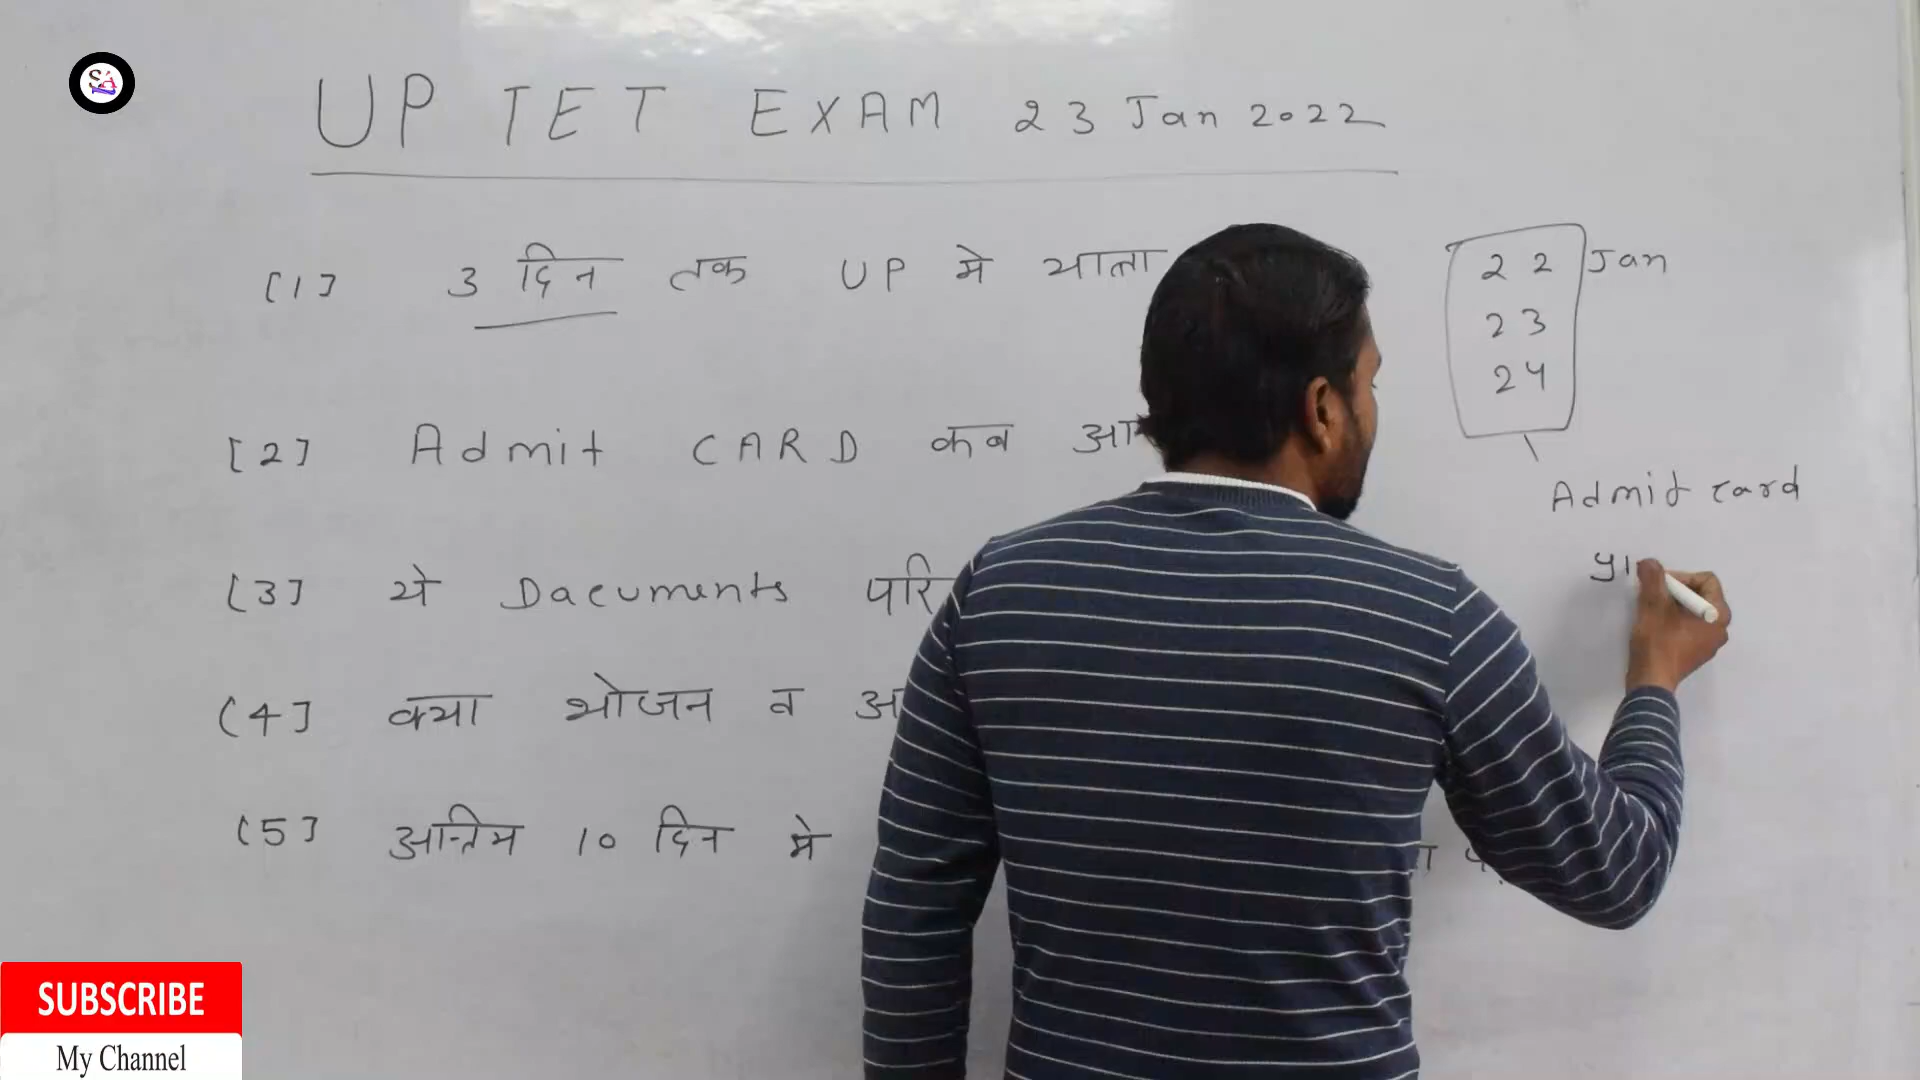 UP TET EXAM 23 Jan 2022
[1] 3 दिन तक UP मे यात्ा
[2] Admit CARD कब
(3] ये Dacuments परि
(4] क्या भोजन व
(5] अन्तिम 10 दिन मे
22 Jan
23
24
Admit card
SUBSCRIBE
My Channel